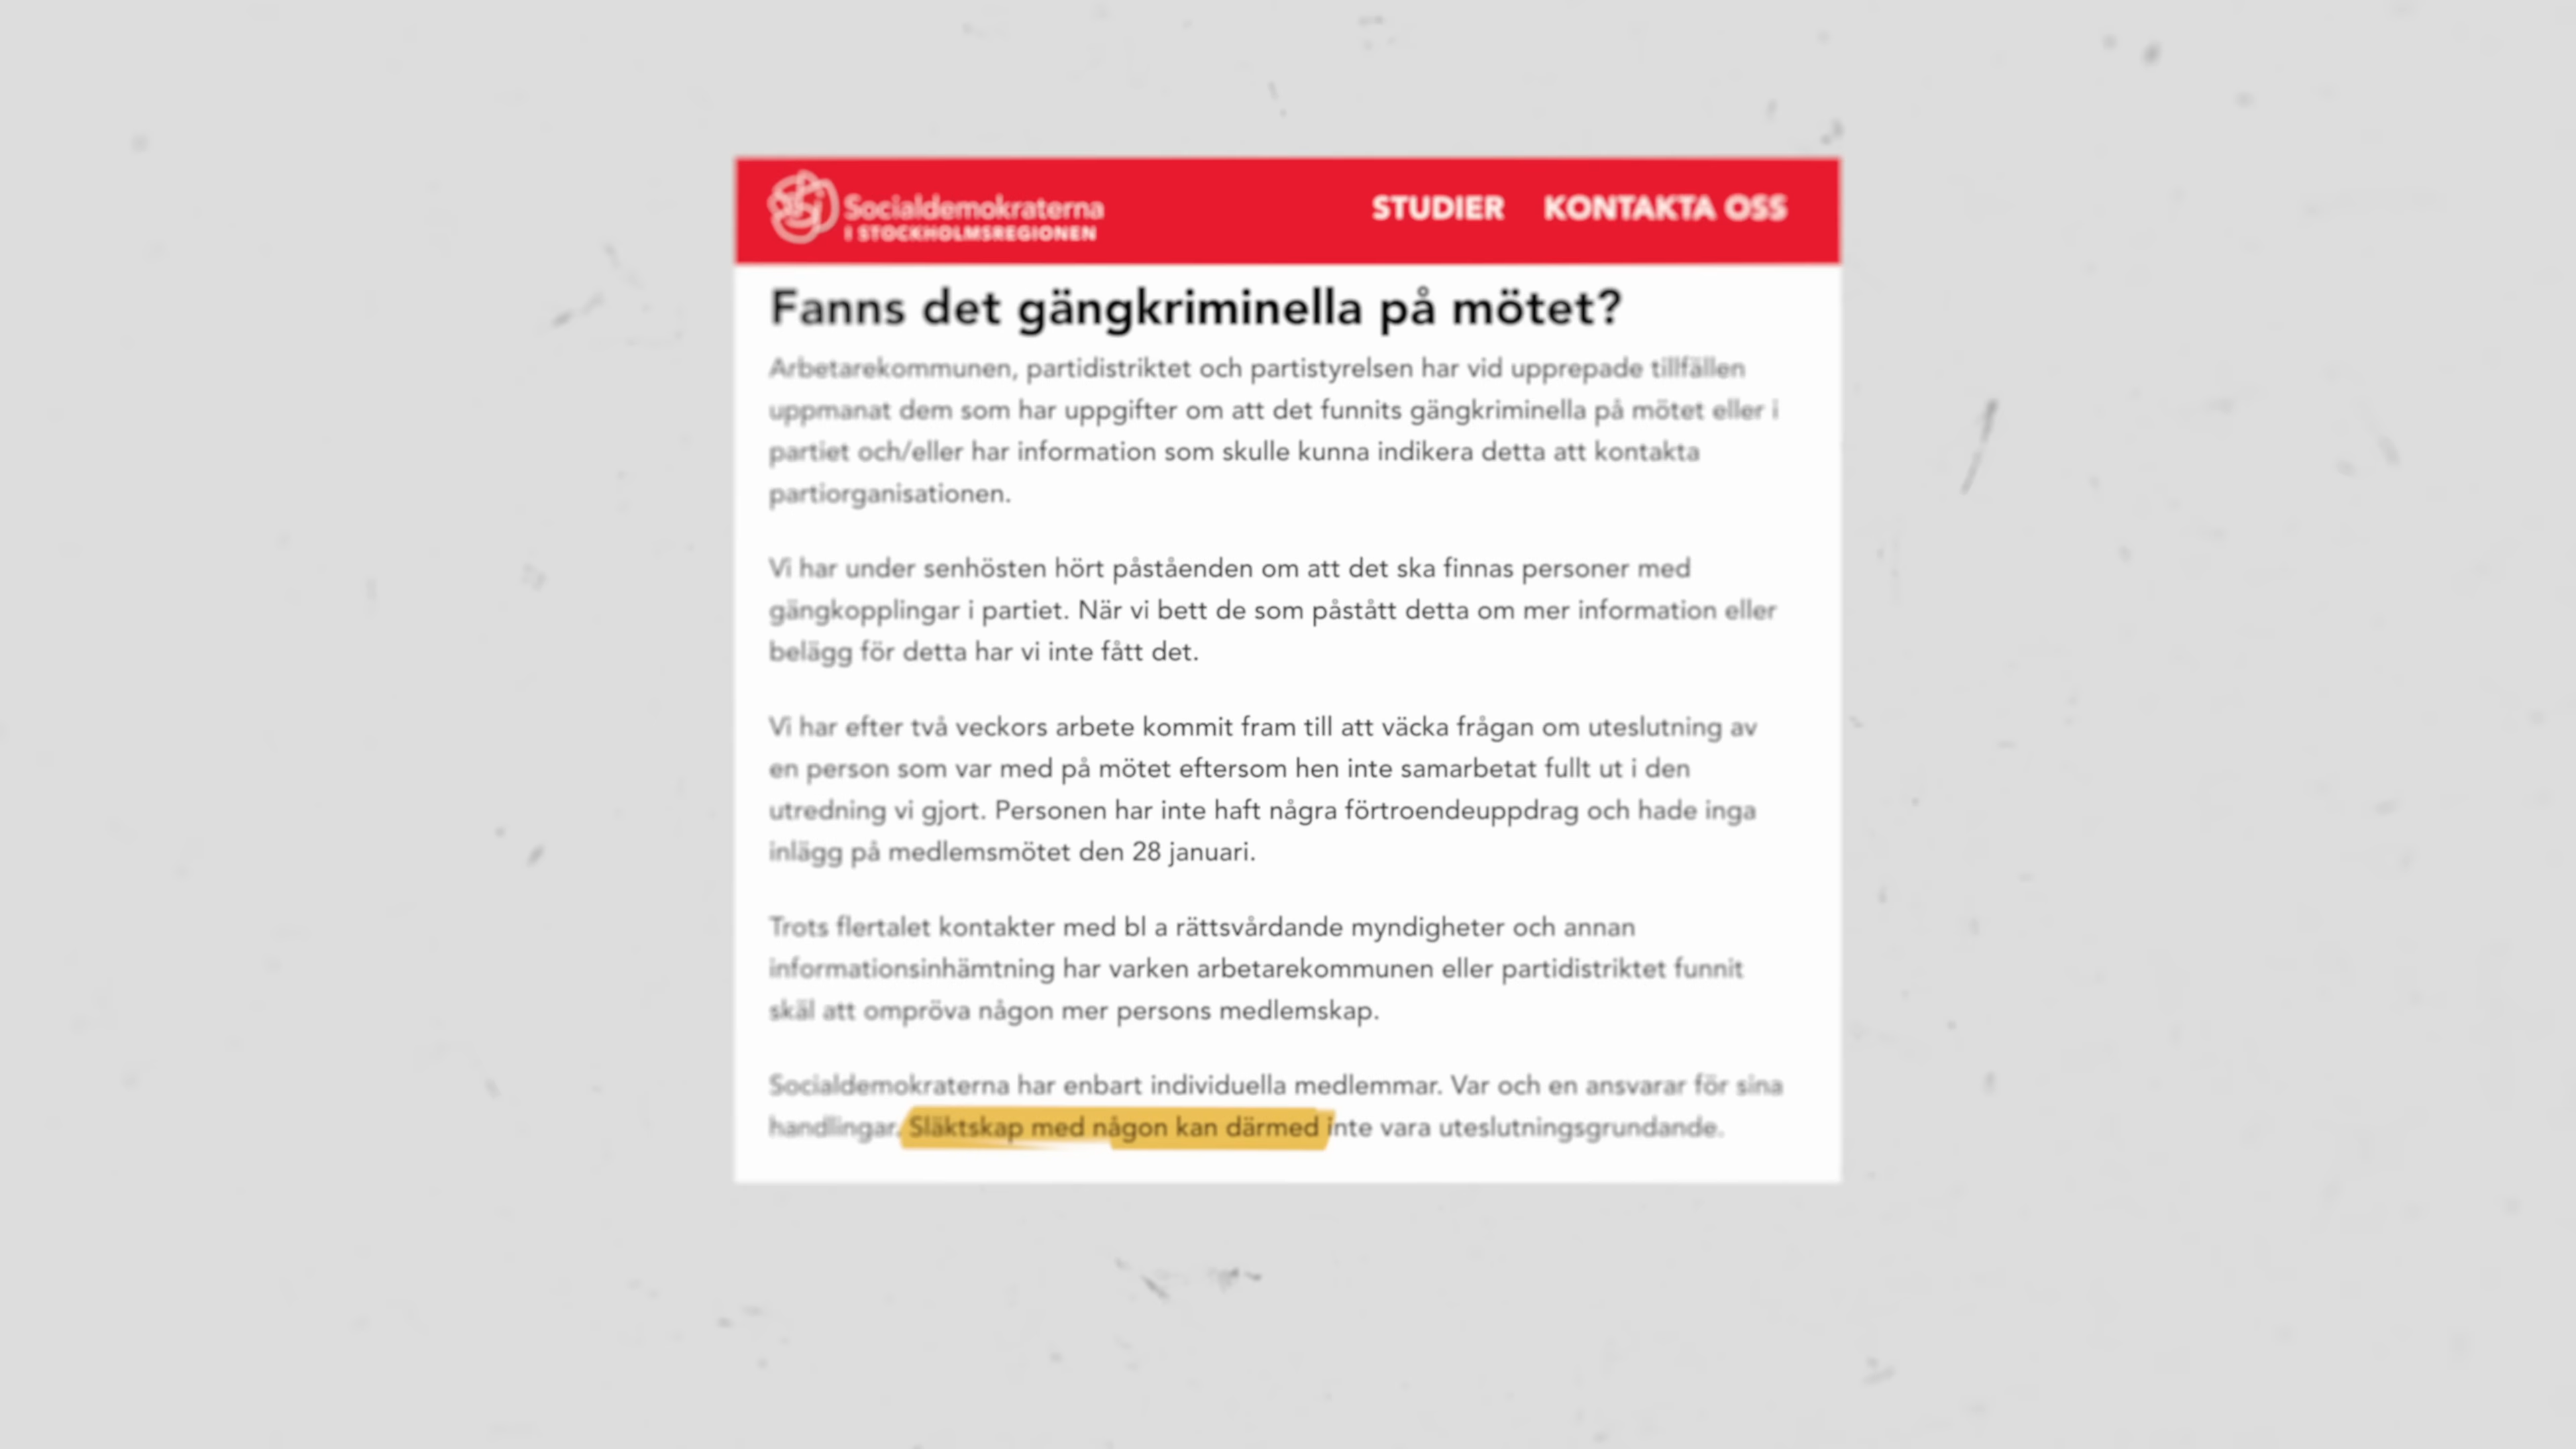 Socialdemokraterna
I STOCKHOLMSREGIONEN
STUDIER KONTAKTA OSS
Fanns det gängkriminella på mötet?
Arbetarekommunen, partidistriktet och partistyrelsen har vid upprepade tillfällen
uppmanat dem som har uppgifter om att det funnits gängkriminella på mötet eller i
partiet och/eller har information som skulle kunna indikera detta att kontakta
partiorganisationen.
Vi har under senhösten hört påståenden om att det ska finnas personer med
gängkopplingar i partiet. När vi bett de som påstått detta om mer information eller
belägg för detta har vi inte fått det.
Vi har efter två veckors arbete kommit fram till att väcka frågan om uteslutning av
en person som var med på mötet eftersom hen inte samarbetat fullt ut i den
utredning vi gjort. Personen har inte haft några förtroendeuppdrag och hade inga
inlägg på medlemsmötet den 28 januari.
Trots flertalet kontakter med bl a rättsvårdande myndigheter och annan
informationsinhämtning har varken arbetarekommunen eller partidistriktet funnit
skäl att ompröva någon mer persons medlemskap.
Socialdemokraterna har enbart individuella medlemmar. Var och en ansvarar för sina
handlingar. Släktskap med någon kan därmed inte vara uteslutningsgrundande.